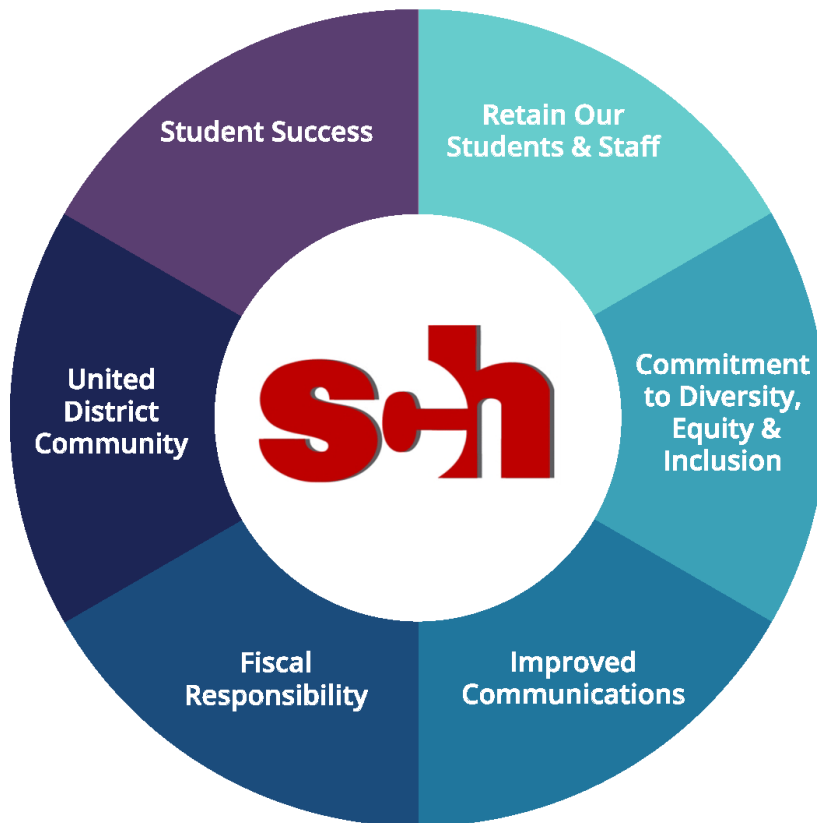 Student Success
Retain Our
Students & Staff
Commitment
to Diversity,
Equity &
Inclusion
Improved
Communications
Fiscal
Responsibility
United
District
Community
sch